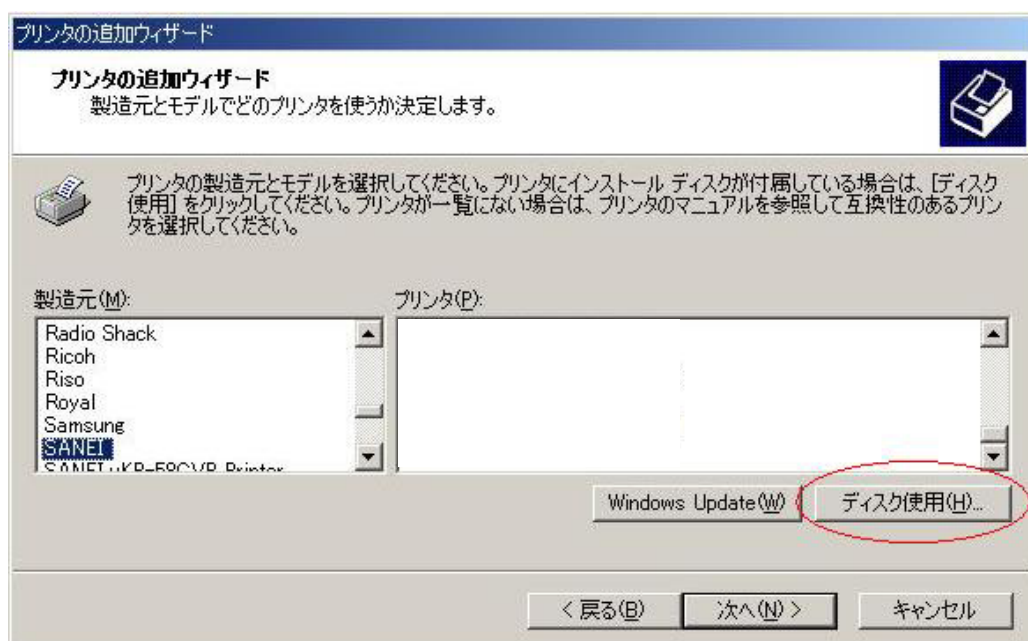 プリンタの追加ウィザード
プリンタの追加ウィザード
製造元とモデルでどのプリンタを使うか決定します。
プリンタの製造元とモデルを選択してください。プリンタにインストール ディスクが付属している場合は、[ディスク
使用] をクリックしてください。プリンタが一覧にない場合は、プリンタのマニュアルを参照して互換性のあるプリン
タを選択してください。
製造元(M):
プリンタ(P):
Radio Shack
Ricoh
Riso
Royal
Samsung
SANEI
Printer
Windows Update(W)
ディスク使用(H)...
< 戻る(B)
次へ(N) >
キャンセル